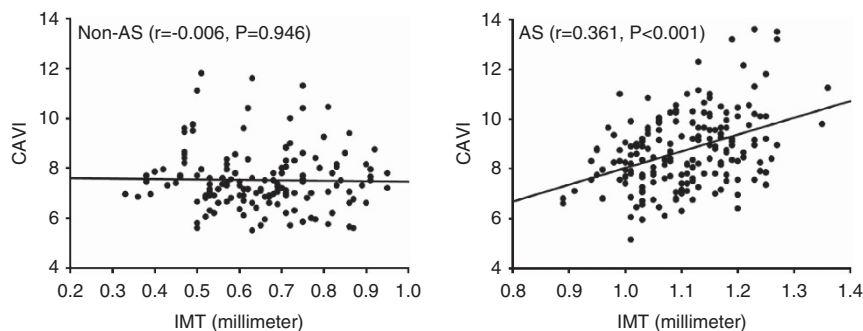 Non-AS (r=-0.006, P=0.946)
14
12
10
8
6
4
CAVI
0.2 0.3 0.4 0.5 0.6 0.7 0.8 0.9 1.0
IMT (millimeter)
AS (r=0.361, P<0.001)
14
12
10
8
6
4
CAVI
0.8 0.9 1.0 1.1 1.2 1.3 1.4
IMT (millimeter)